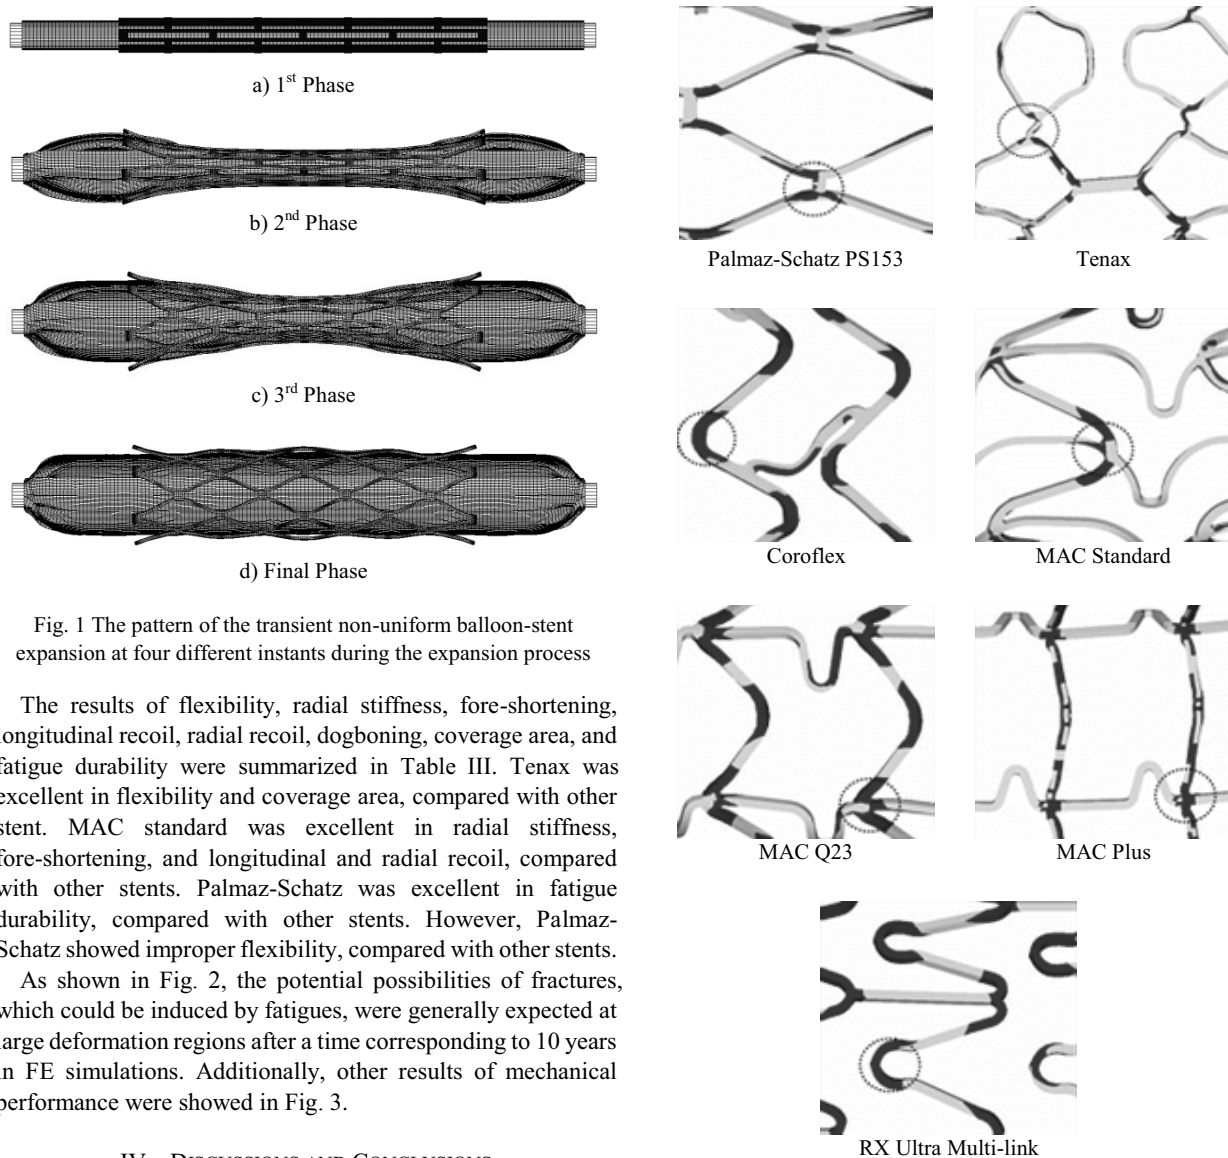 a) 1st Phase
b) 2nd Phase
c) 3rd Phase
d) Final Phase
Fig. 1 The pattern of the transient non-uniform balloon-stent
expansion at four different instants during the expansion process
The results of flexibility, radial stiffness, fore-shortening,
longitudinal recoil, radial recoil, dogboning, coverage area, and
fatigue durability were summarized in Table III. Tenax was
excellent in flexibility and coverage area, compared with other
stent. MAC standard was excellent in radial stiffness,
fore-shortening, and longitudinal and radial recoil, compared
with other stents. Palmaz-Schatz was excellent in fatigue
durability, compared with other stents. However, Palmaz-
Schatz showed improper flexibility, compared with other stents.
As shown in Fig. 2, the potential possibilities of fractures,
which could be induced by fatigues, were generally expected at
large deformation regions after a time corresponding to 10 years
in FE simulations. Additionally, other results of mechanical
performance were showed in Fig. 3.
IV. DISCUSSIONS AND CONCLUSIONS
Palmaz-Schatz PS153
Tenax
Coroflex
MAC Standard
MAC Q23
MAC Plus
RX Ultra Multi-link